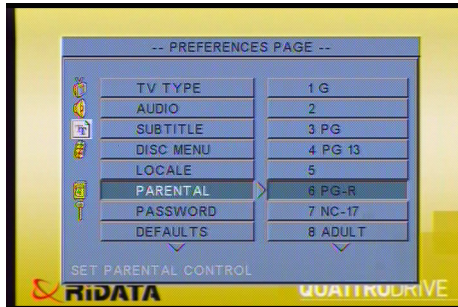 -- PREFERENCES PAGE --
TV TYPE 1 G
AUDIO 2
SUBTITLE 3 PG
DISC MENU 4 PG 13
LOCALE 5
PARENTAL 6 PG-R
PASSWORD 7 NC-17
DEFAULTS 8 ADULT
SET PARENTAL CONTROL
RiDATA QUATTRODRIVE